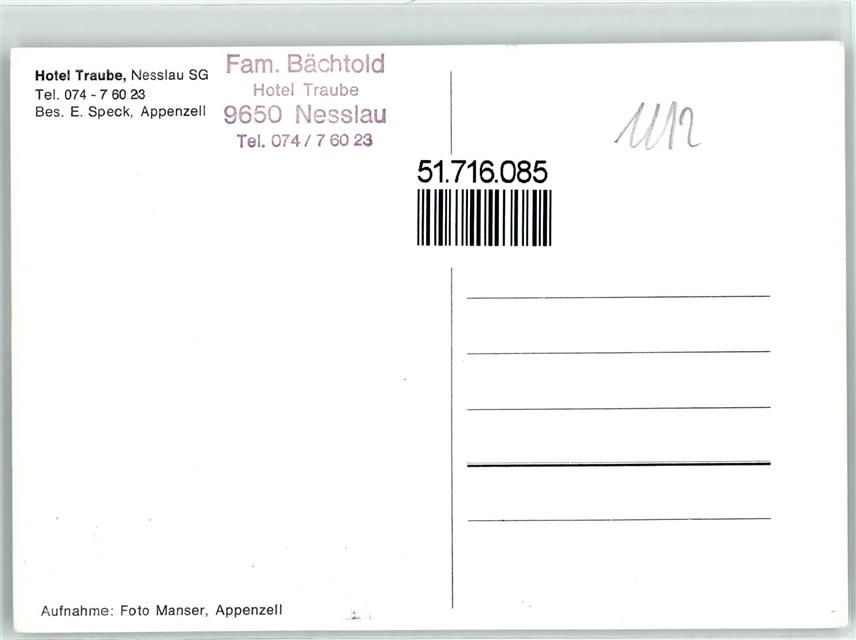 Hotel Traube, Nesslau SG
Tel. 074 - 7 60 23
Bes. E. Speck, Appenzell
Fam. Bächtold
Hotel Traube
9650 Nesslau
Tel. 074 / 7 60 23
51.716.085
Aufnahme: Foto Manser, Appenzell